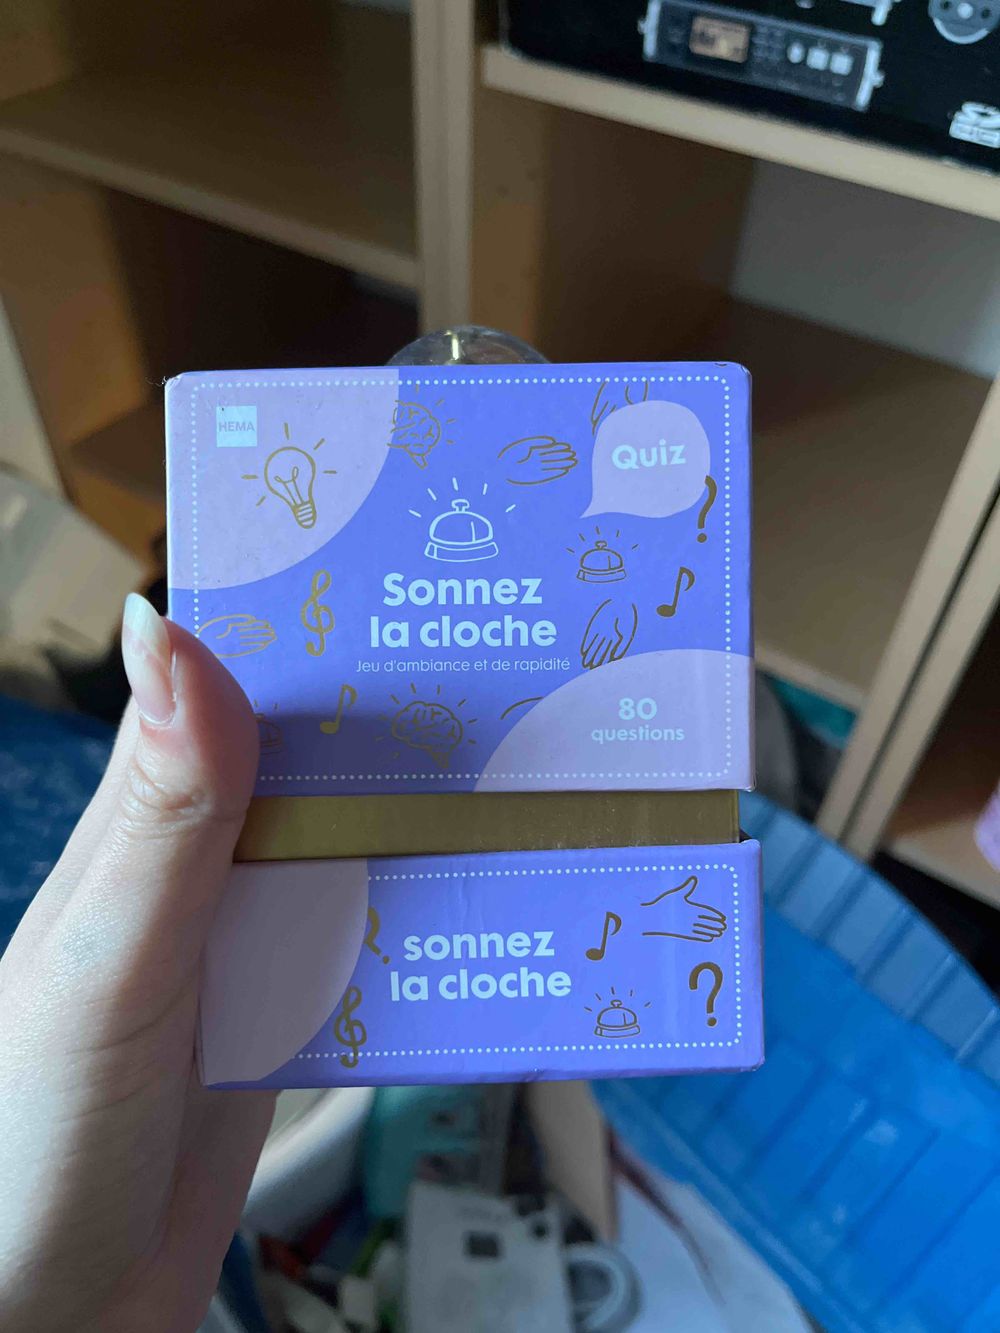 HEMA
Quiz
Sonnez
la cloche
Jeu d'ambiance et de rapidité
80
questions
sonnez
la cloche